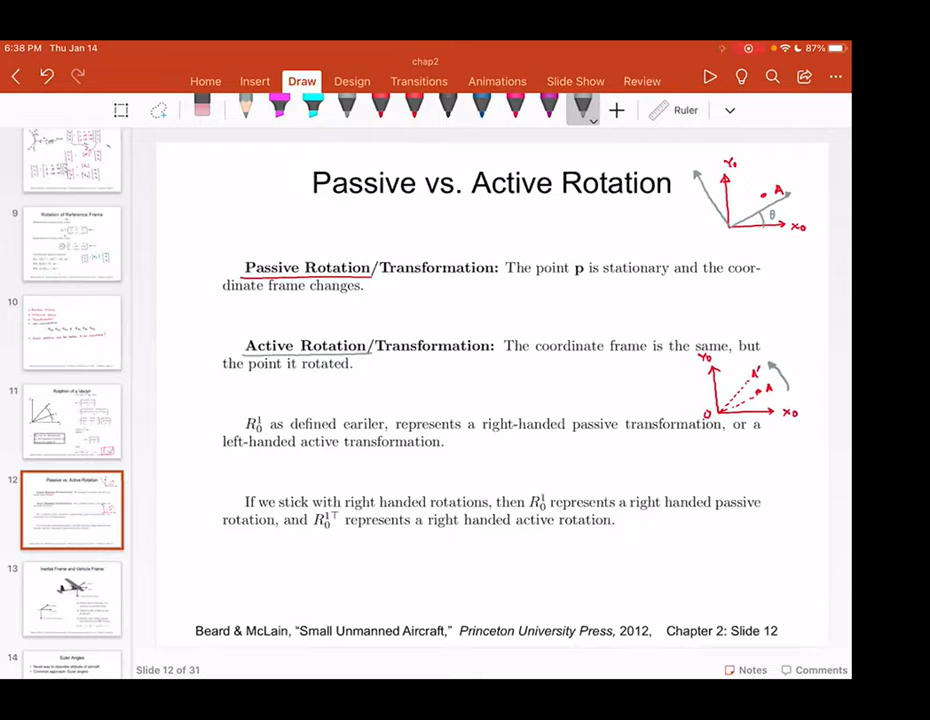 6:38 PM Thu Jan 14
87%
chap2
Home Insert Draw Design Transitions Animations Slide Show Review
Ruler
9
Rotation of Reference Frame
10
11
Rotation of a Vector
12
Passive vs. Active Rotation
13
Inertial Frame and Vehicle Frame
14
Euler Angles
Passive vs. Active Rotation
Y₀
A
θ
x₀
Passive Rotation/Transformation: The point p is stationary and the coor-
dinate frame changes.
Active Rotation/Transformation: The coordinate frame is the same, but
the point it rotated.
Y₀
A'
A
O
x₀
R₀¹ as defined eariler, represents a right-handed passive transformation, or a
left-handed active transformation.
If we stick with right handed rotations, then R₀¹ represents a right handed passive
rotation, and R₀¹⊤ represents a right handed active rotation.
Beard & McLain, “Small Unmanned Aircraft,” Princeton University Press, 2012, Chapter 2: Slide 12
Slide 12 of 31
Notes Comments